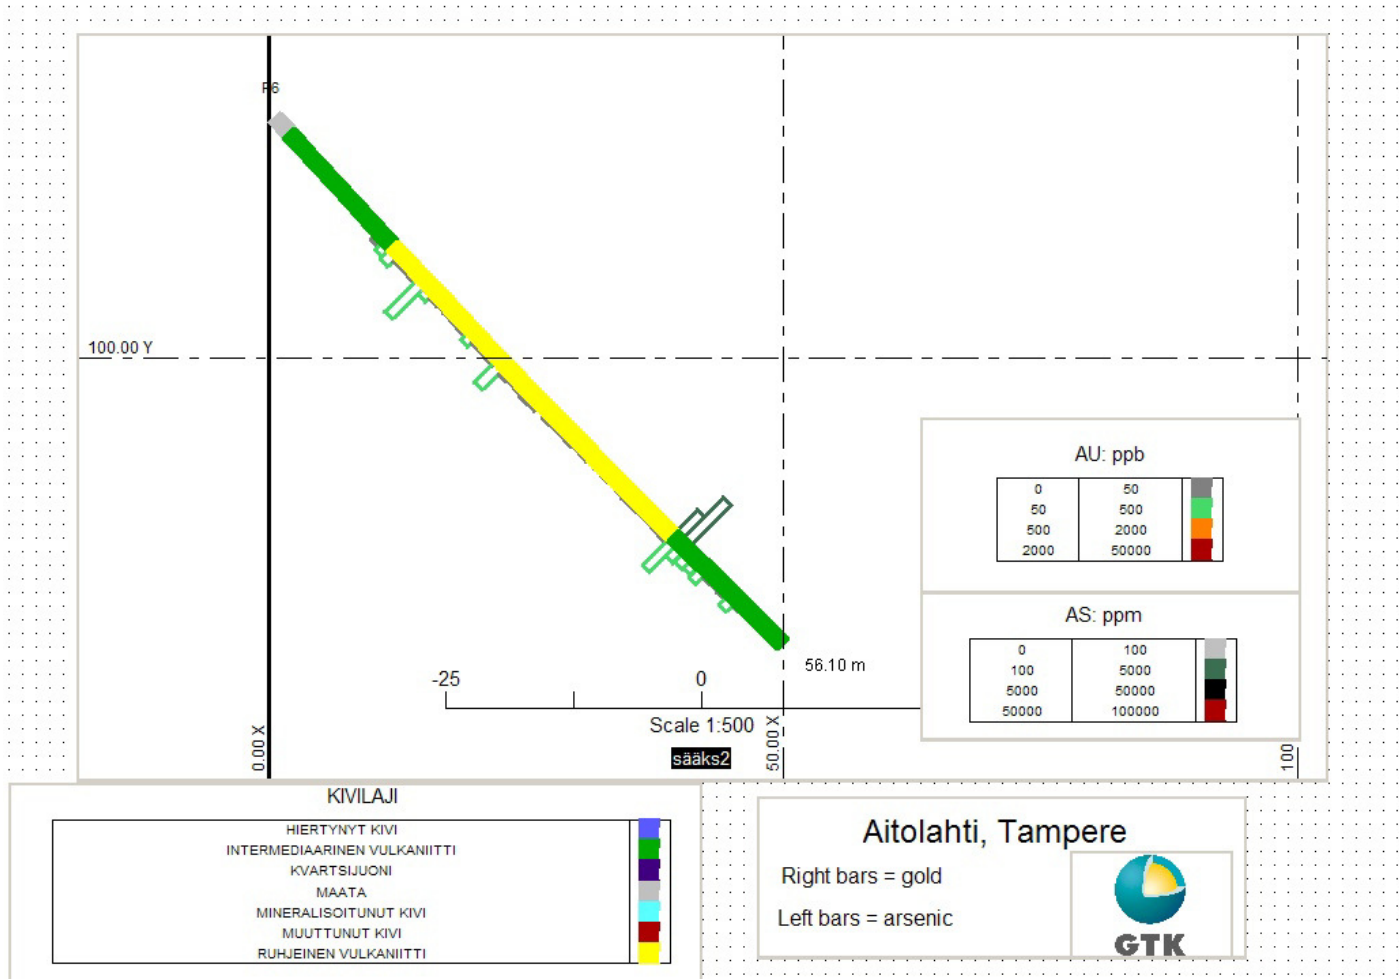 P6
100.00 Y
AU: ppb
0 50
50 500
500 2000
2000 50000
AS: ppm
0 100
100 5000
5000 50000
50000 100000
56.10 m
-25 0
Scale 1:500
sääks2
0.00 X
50.00 X
100
KIVILAJI
HIERTYNYT KIVI
INTERMEDIAARINEN VULKANIITTI
KVARTSIJUONI
MAATA
MINERALISOITUNUT KIVI
MUUTTUNUT KIVI
RUHJEINEN VULKANIITTI
Aitolahti, Tampere
Right bars = gold
Left bars = arsenic
GTK